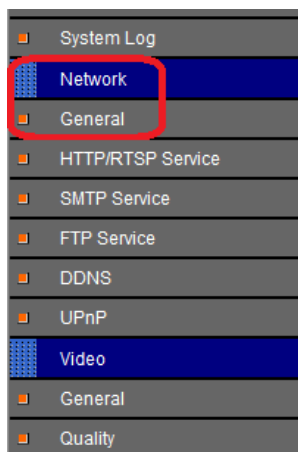 System Log
Network
General
HTTP/RTSP Service
SMTP Service
FTP Service
DDNS
UPnP
Video
General
Quality